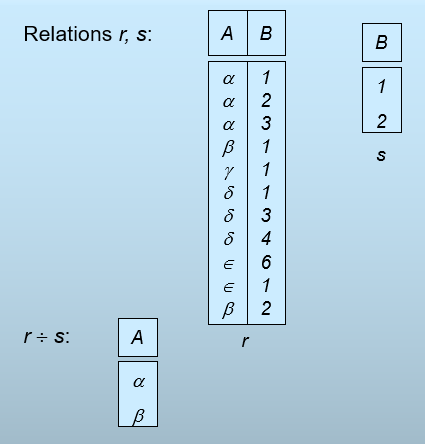 Relations r, s:
A B
α 1
α 2
α 3
β 1
γ 1
δ 1
δ 3
δ 4
∈ 6
∈ 1
β 2
r
B
1
2
s
r ÷ s:
A
α
β